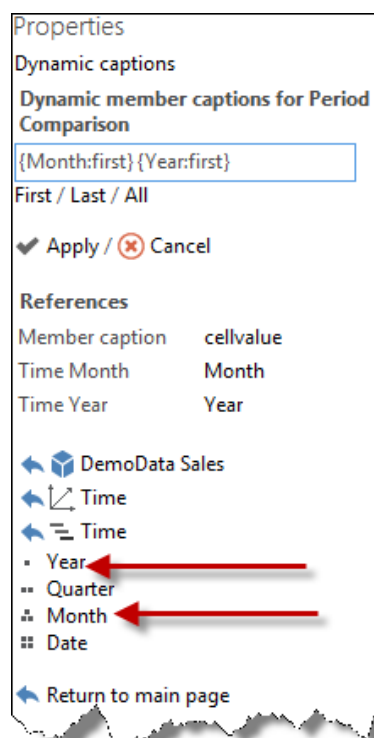 Properties
Dynamic captions
Dynamic member captions for Period
Comparison
{Month:first} {Year:first}
First / Last / All
Apply / Cancel
References
Member caption cellvalue
Time Month Month
Time Year Year
DemoData Sales
Time
Time
Year
Quarter
Month
Date
Return to main page